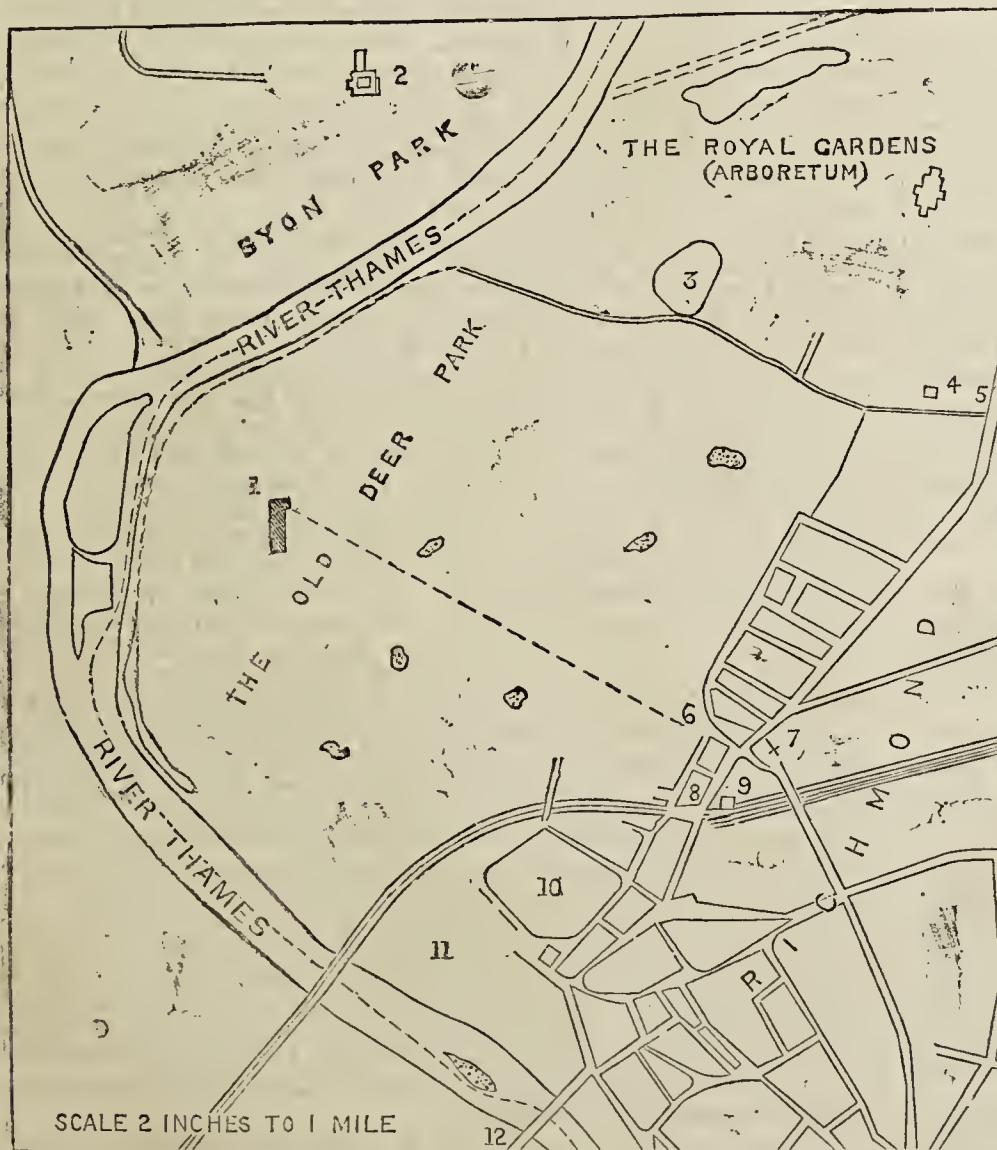 2
SYON PARK
THE ROYAL GARDENS
(ARBORETUM)
RIVER-THAMES
3
4 5
1
THE OLD DEER PARK
6
7
8 9
10
11
RICHMOND
RIVER THAMES
SCALE 2 INCHES TO 1 MILE
12